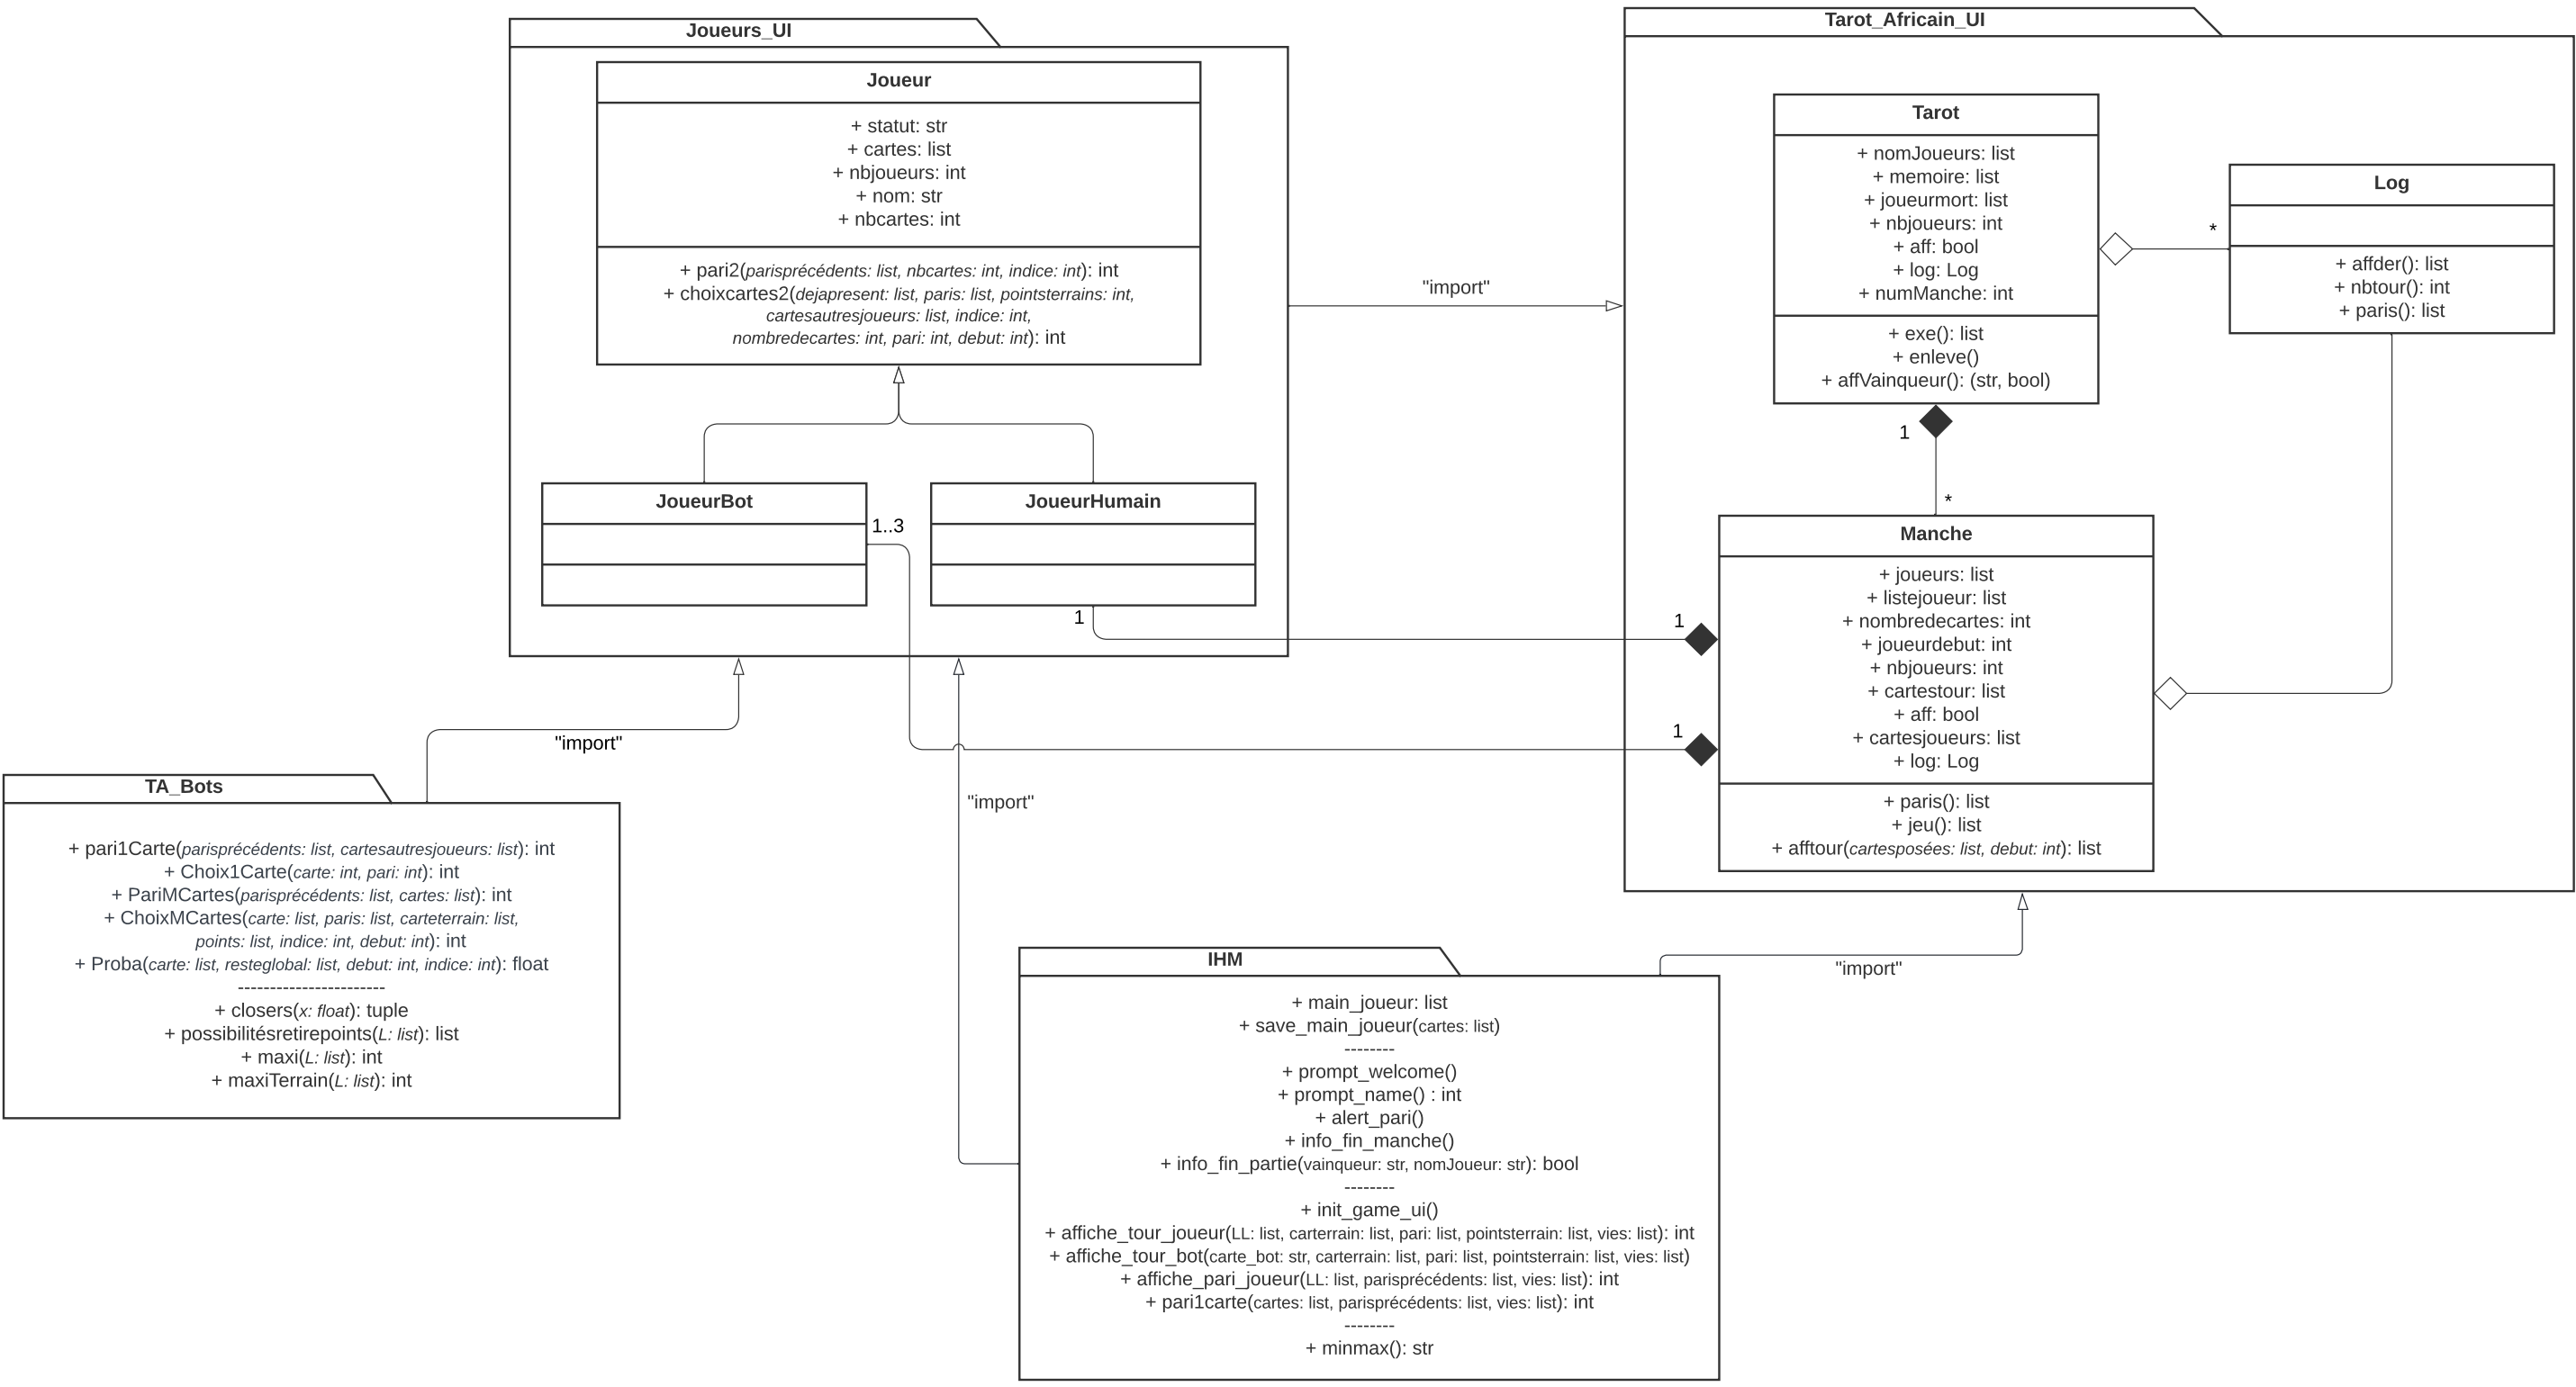 Joueurs_UI
Joueur
+ statut: str
+ cartes: list
+ nbjoueurs: int
+ nom: str
+ nbcartes: int
+ pari2(parisprécédents: list, nbcartes: int, indice: int): int
+ choixcartes2(dejapresent: list, paris: list, pointsterrains: int,
cartesautresjoueurs: list, indice: int,
nombredecartes: int, pari: int, debut: int): int
JoueurBot
JoueurHumain
1..3
1
"import"
Tarot_Africain_UI
Tarot
+ nomJoueurs: list
+ memoire: list
+ joueurmort: list
+ nbjoueurs: int
+ aff: bool
+ log: Log
+ numManche: int
+ exe(): list
+ enleve()
+ affVainqueur(): (str, bool)
*
Log
+ affder(): list
+ nbtour(): int
+ paris(): list
1
*
Manche
+ joueurs: list
+ listejoueur: list
+ nombredecartes: int
+ joueurdebut: int
+ nbjoueurs: int
+ cartestour: list
+ aff: bool
+ cartesjoueurs: list
+ log: Log
+ paris(): list
+ jeu(): list
+ afftour(cartesposées: list, debut: int): list
1
1
"import"
"import"
"import"
TA_Bots
+ pari1Carte(parisprécédents: list, cartesautresjoueurs: list): int
+ Choix1Carte(carte: int, pari: int): int
+ PariMCartes(parisprécédents: list, cartes: list): int
+ ChoixMCartes(carte: list, paris: list, carteterrain: list,
points: list, indice: int, debut: int): int
+ Proba(carte: list, resteglobal: list, debut: int, indice: int): float
-----------------------
+ closers(x: float): tuple
+ possibilitésretirepoints(L: list): list
+ maxi(L: list): int
+ maxiTerrain(L: list): int
IHM
+ main_joueur: list
+ save_main_joueur(cartes: list)
--------
+ prompt_welcome()
+ prompt_name() : int
+ alert_pari()
+ info_fin_manche()
+ info_fin_partie(vainqueur: str, nomJoueur: str): bool
--------
+ init_game_ui()
+ affiche_tour_joueur(LL: list, carterrain: list, pari: list, pointsterrain: list, vies: list): int
+ affiche_tour_bot(carte_bot: str, carterrain: list, pari: list, pointsterrain: list, vies: list)
+ affiche_pari_joueur(LL: list, parisprécédents: list, vies: list): int
+ pari1carte(cartes: list, parisprécédents: list, vies: list): int
--------
+ minmax(): str